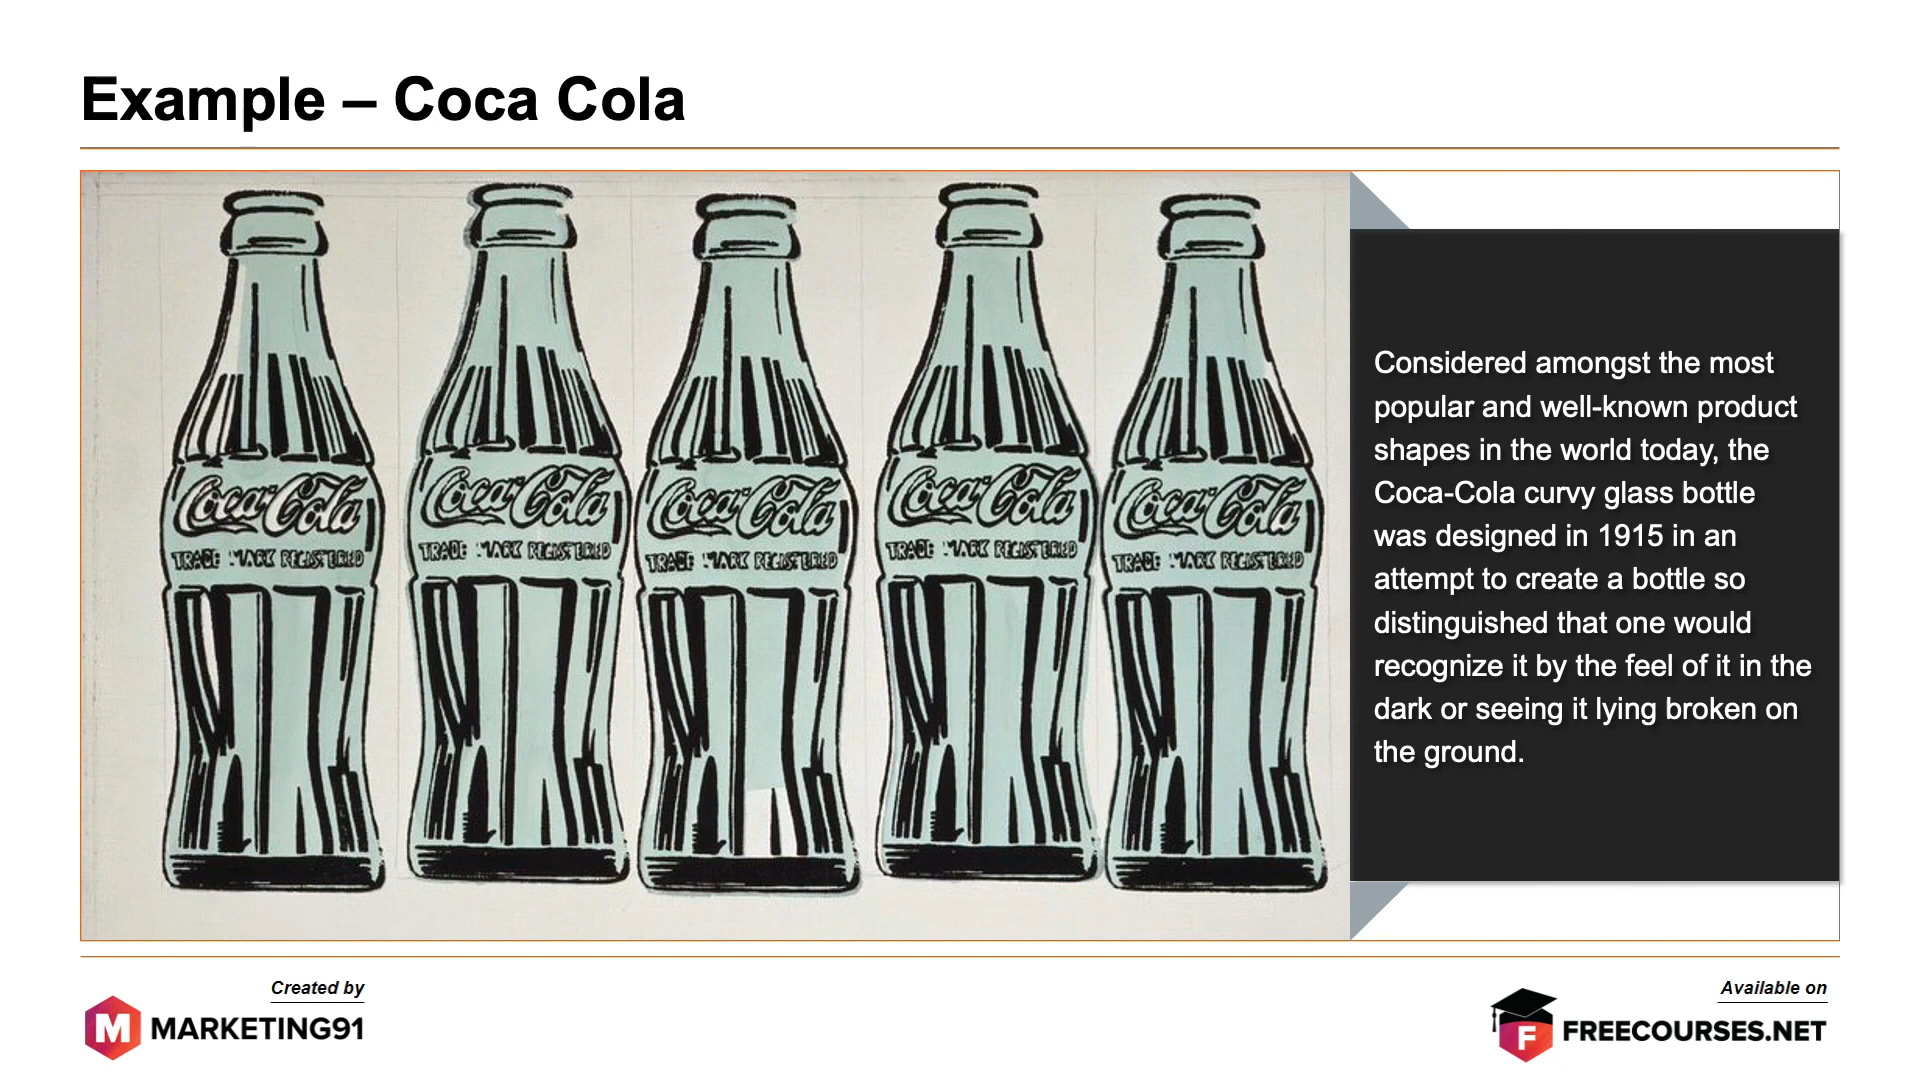 Example – Coca Cola
Coca-Cola
TRADE MARK REGISTERED
Coca-Cola
TRADE MARK REGISTERED
Coca-Cola
TRADE MARK REGISTERED
Coca-Cola
TRADE MARK REGISTERED
Coca-Cola
TRADE MARK REGISTERED
Considered amongst the most
popular and well-known product
shapes in the world today, the
Coca-Cola curvy glass bottle
was designed in 1915 in an
attempt to create a bottle so
distinguished that one would
recognize it by the feel of it in the
dark or seeing it lying broken on
the ground.
Created by
M MARKETING91
Available on
F FREECOURSES.NET